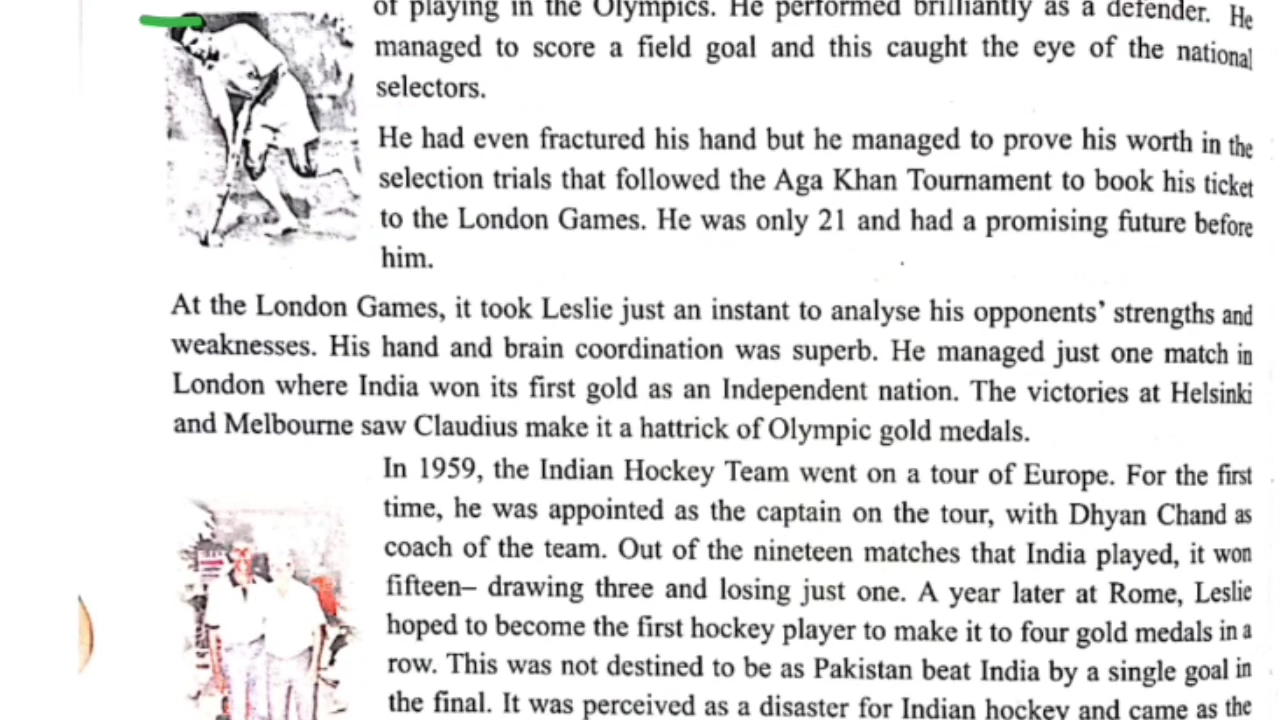 of playing in the Olympics. He performed brilliantly as a defender. He
managed to score a field goal and this caught the eye of the national
selectors.
He had even fractured his hand but he managed to prove his worth in the
selection trials that followed the Aga Khan Tournament to book his ticket
to the London Games. He was only 21 and had a promising future before
him.
At the London Games, it took Leslie just an instant to analyse his opponents' strengths and
weaknesses. His hand and brain coordination was superb. He managed just one match in
London where India won its first gold as an Independent nation. The victories at Helsinki
and Melbourne saw Claudius make it a hattrick of Olympic gold medals.
In 1959, the Indian Hockey Team went on a tour of Europe. For the first
time, he was appointed as the captain on the tour, with Dhyan Chand as
coach of the team. Out of the nineteen matches that India played, it won
fifteen– drawing three and losing just one. A year later at Rome, Leslie
hoped to become the first hockey player to make it to four gold medals in a
row. This was not destined to be as Pakistan beat India by a single goal in
the final. It was perceived as a disaster for Indian hockey and came as the